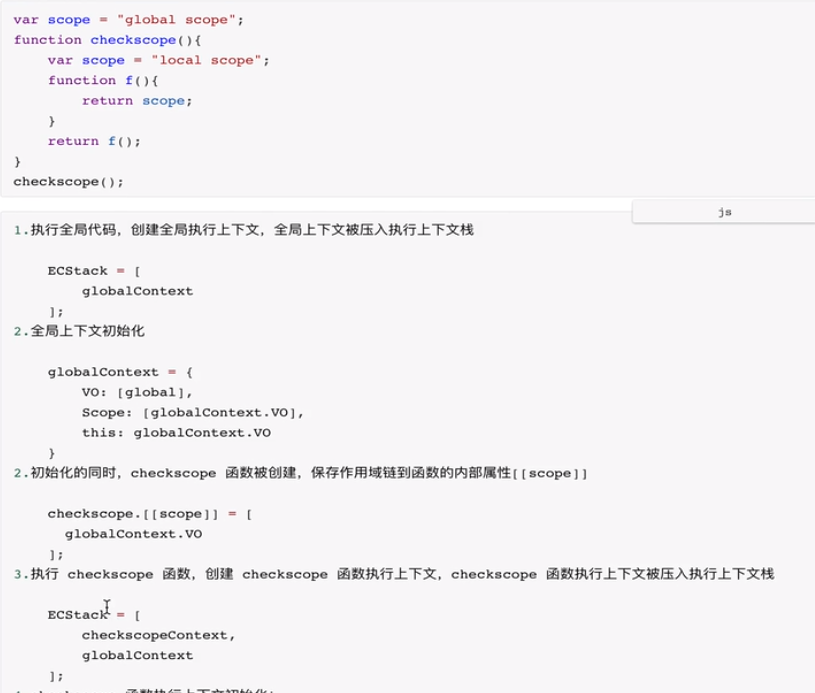 var scope = "global scope";
function checkscope(){
    var scope = "local scope";
    function f(){
        return scope;
    }
    return f();
}
checkscope();
js
1.执行全局代码，创建全局执行上下文，全局上下文被压入执行上下文栈
    ECStack = [
        globalContext
    ];
2.全局上下文初始化
    globalContext = {
        VO: [global],
        Scope: [globalContext.VO],
        this: globalContext.VO
    }
2.初始化的同时，checkscope 函数被创建，保存作用域链到函数的内部属性[[scope]]
    checkscope.[[scope]] = [
      globalContext.VO
    ];
3.执行 checkscope 函数，创建 checkscope 函数执行上下文，checkscope 函数执行上下文被压入执行上下文栈
    ECStack = [
        checkscopeContext,
        globalContext
    ];